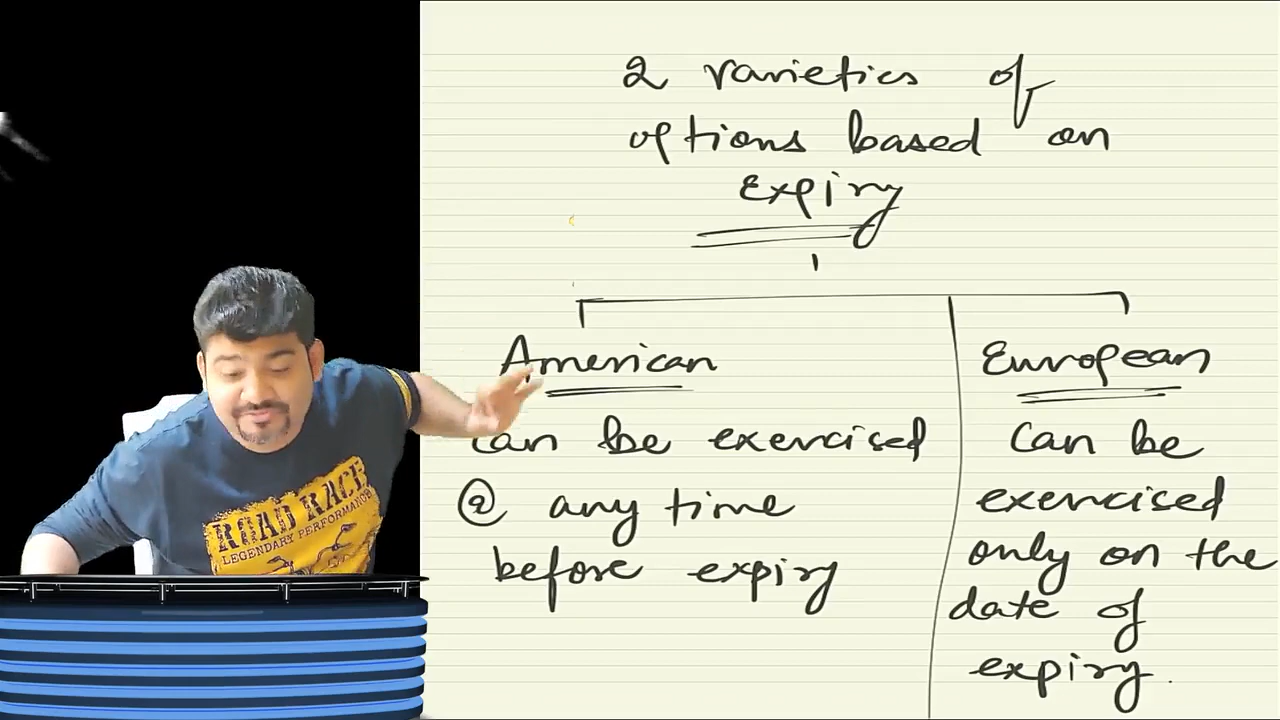 2 varieties of
options based on
Expiry
American
can be exercised
@ any time
before expiry
European
Can be
exercised
only on the
date of
expiry.
ROAD RACE
LEGENDARY PERFORMANCE